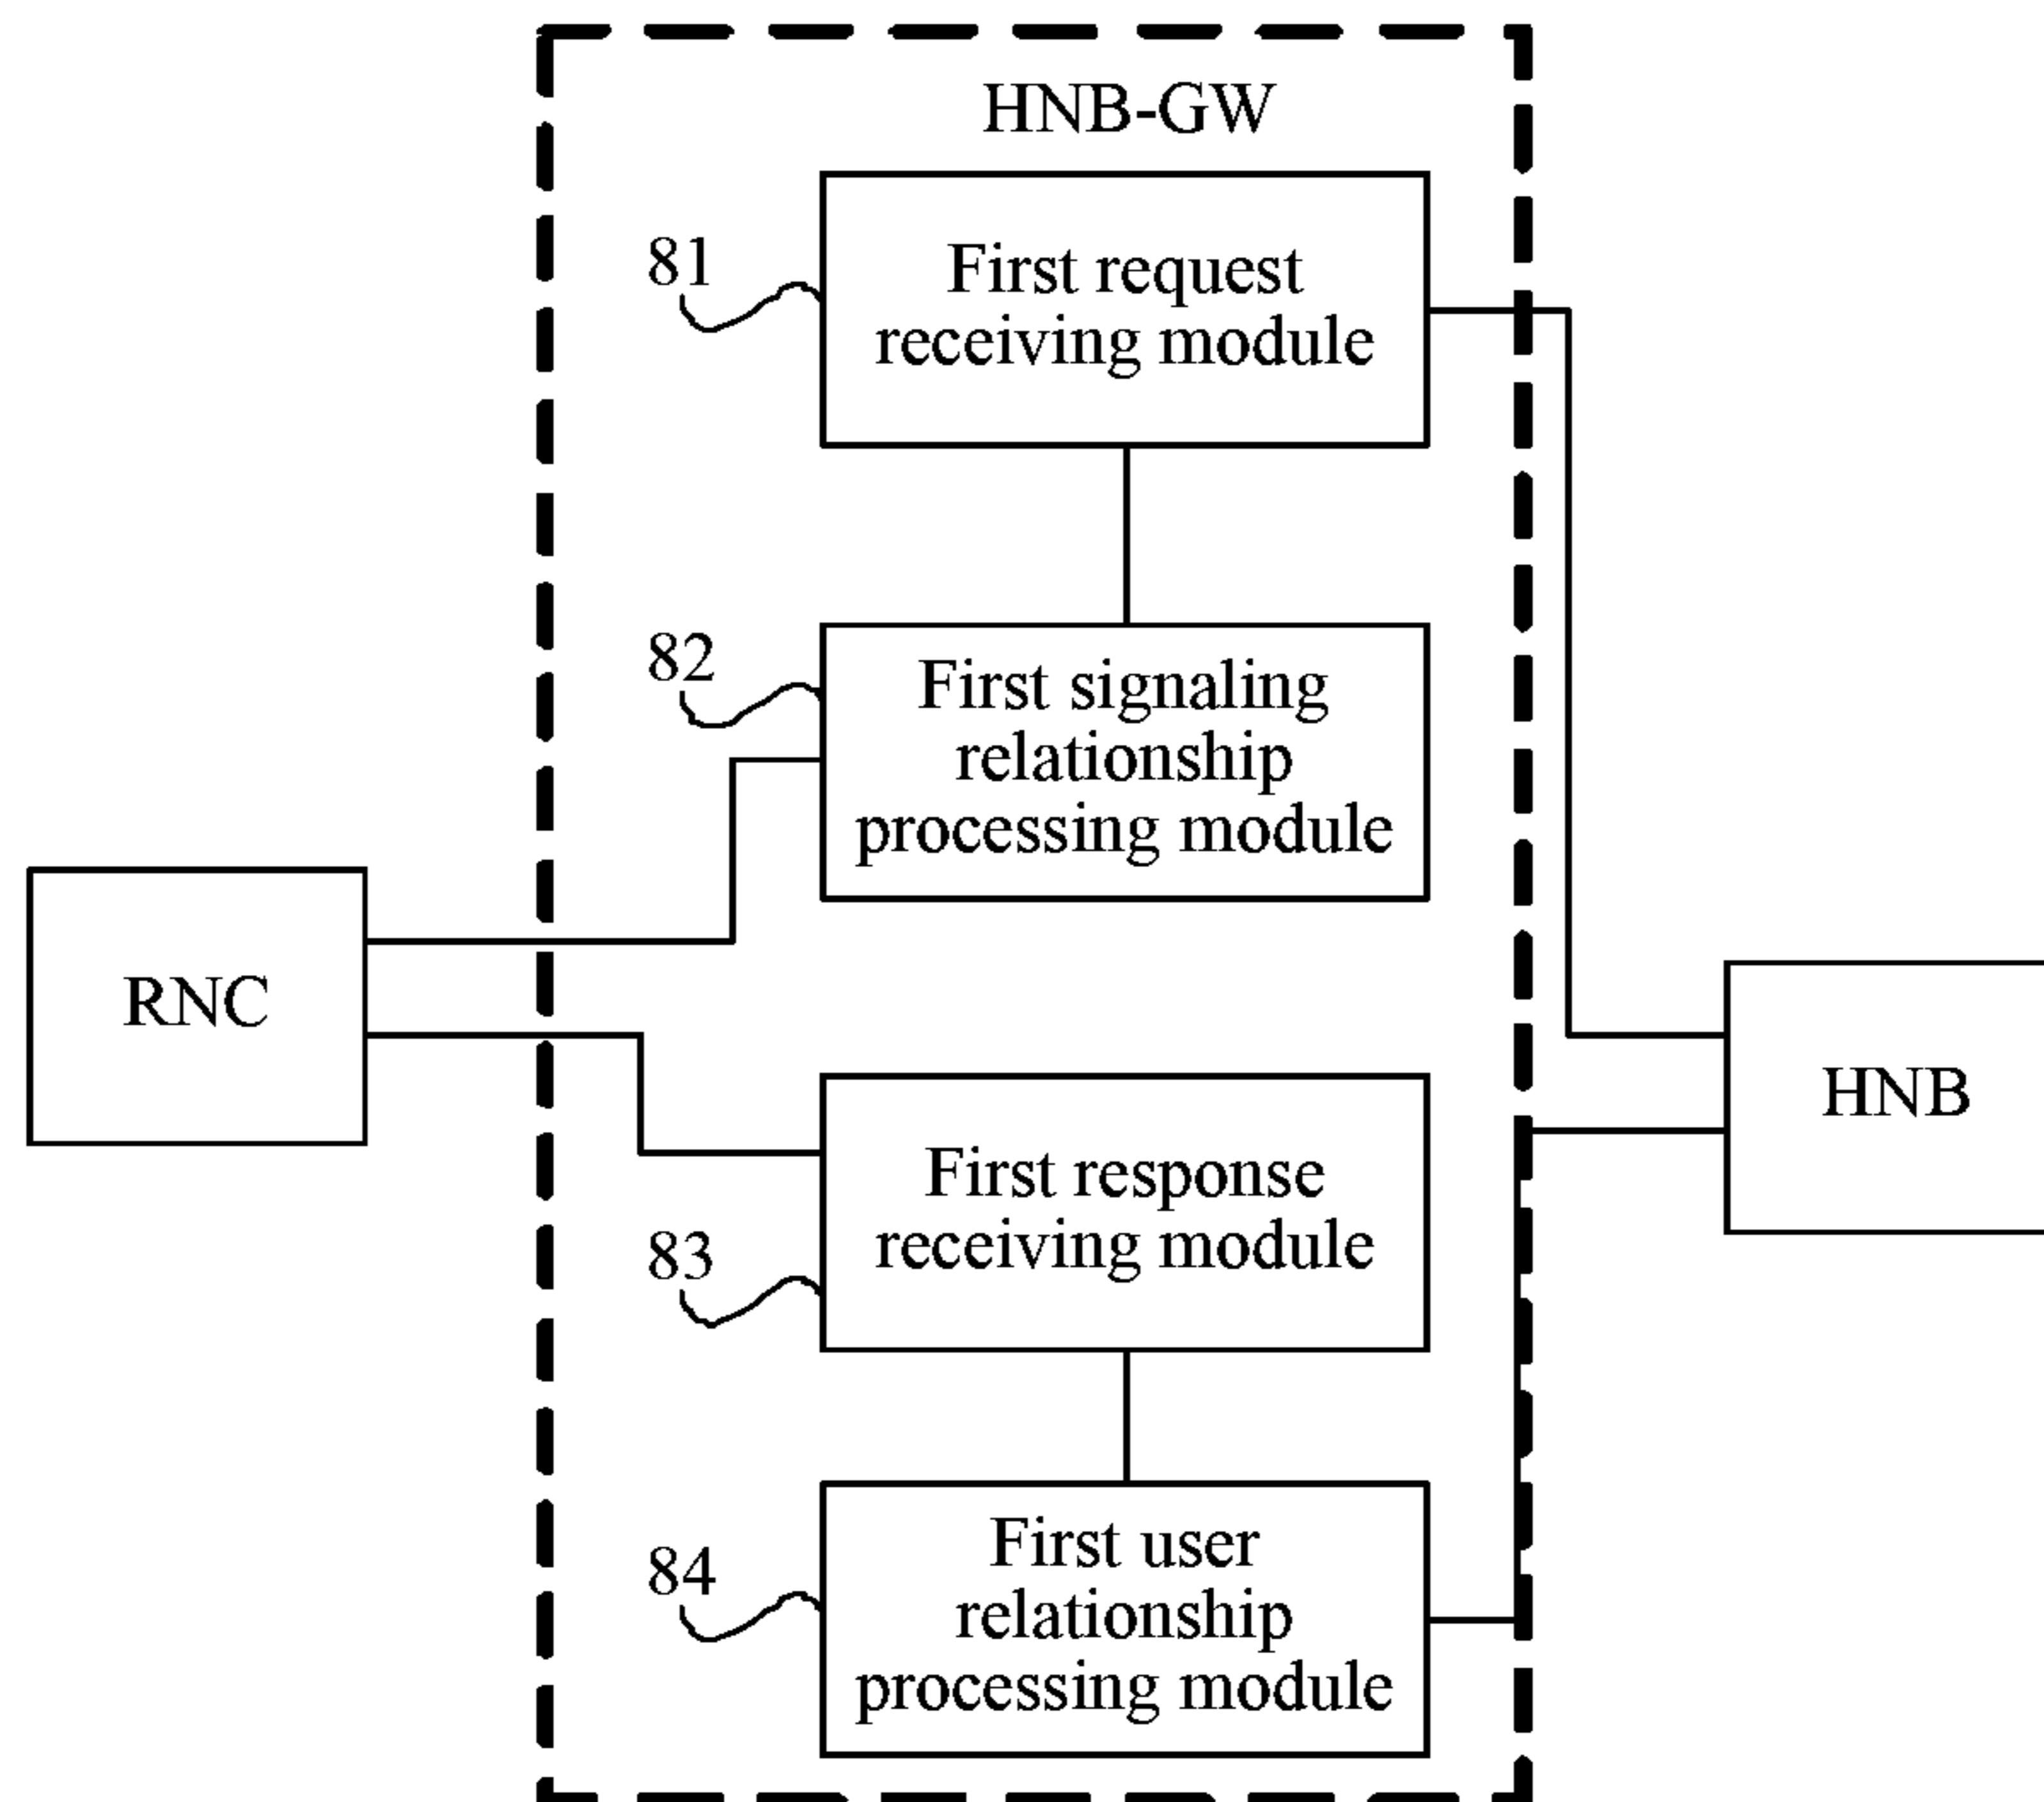 HNB-GW
81
First request
receiving module
82
First signaling
relationship
processing module
RNC
HNB
First response
receiving module
83
84
First user
relationship
processing module